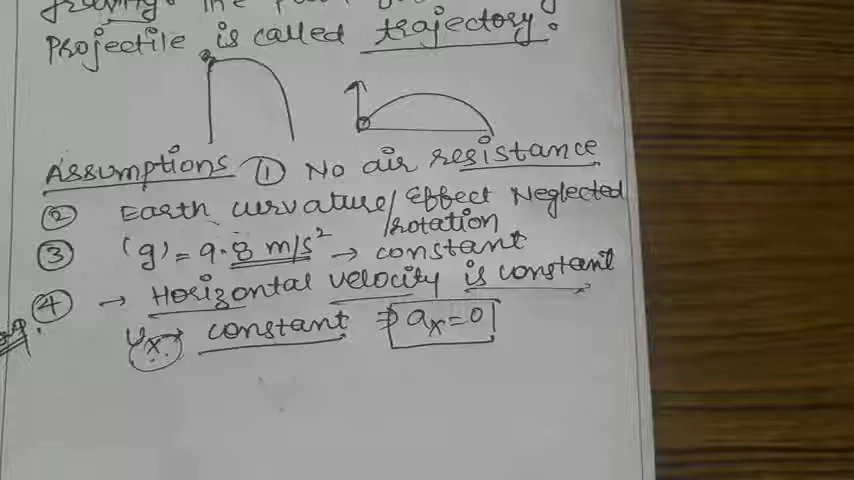 Projectile is called trajectory.
Assumptions ① No air resistance
② Earth curvature/Effect Neglected
/rotation
③ 'g' = 9.8 m/s² → constant
④ → Horizontal velocity is constant
ux → constant ⇒ ax=0